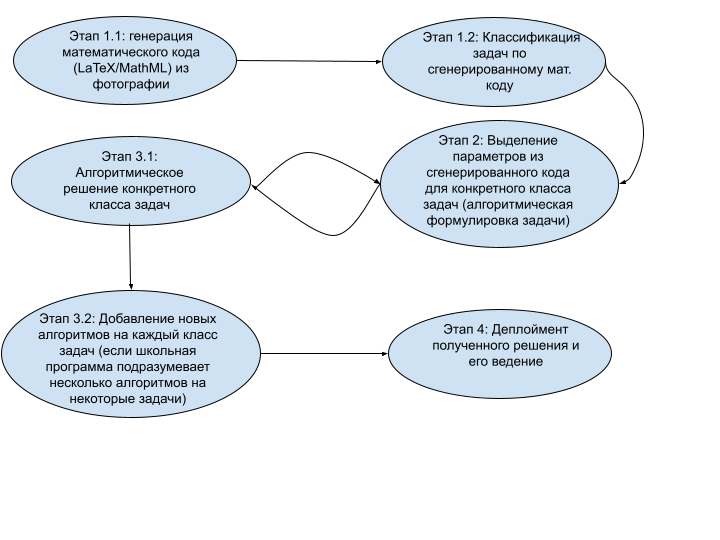 Этап 1.1: генерация
математического кода
(LaTeX/MathML) из
фотографии
Этап 1.2: Классификация
задач по
сгенерированному мат.
коду
Этап 3.1:
Алгоритмическое
решение конкретного
класса задач
Этап 2: Выделение
параметров из
сгенерированного кода
для конкретного класса
задач (алгоритмическая
формулировка задачи)
Этап 3.2: Добавление новых
алгоритмов на каждый класс
задач (если школьная
программа подразумевает
несколько алгоритмов на
некоторые задачи)
Этап 4: Деплоймент
полученного решения и
его ведение